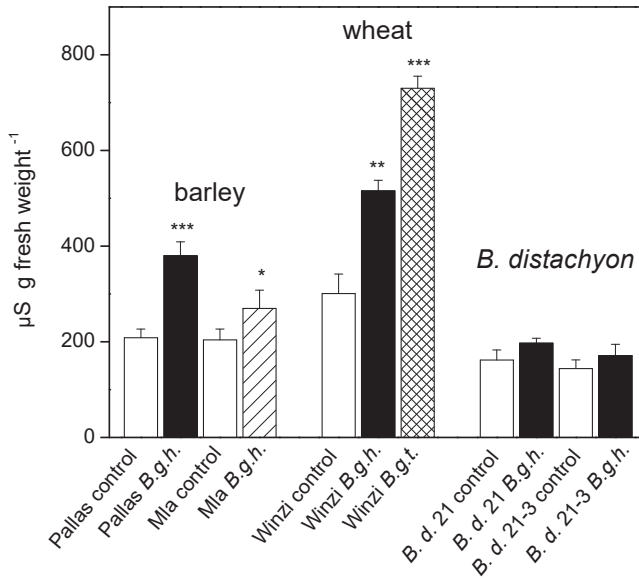 wheat
barley
B. distachyon
***
*
**
***
µS g fresh weight -1
800
600
400
200
0
Pallas control
Pallas B.g.h.
Mla control
Mla B.g.h.
Winzi control
Winzi B.g.h.
Winzi B.g.t.
B. d. 21 control
B. d. 21 B.g.h.
B. d. 21-3 control
B. d. 21-3 B.g.h.